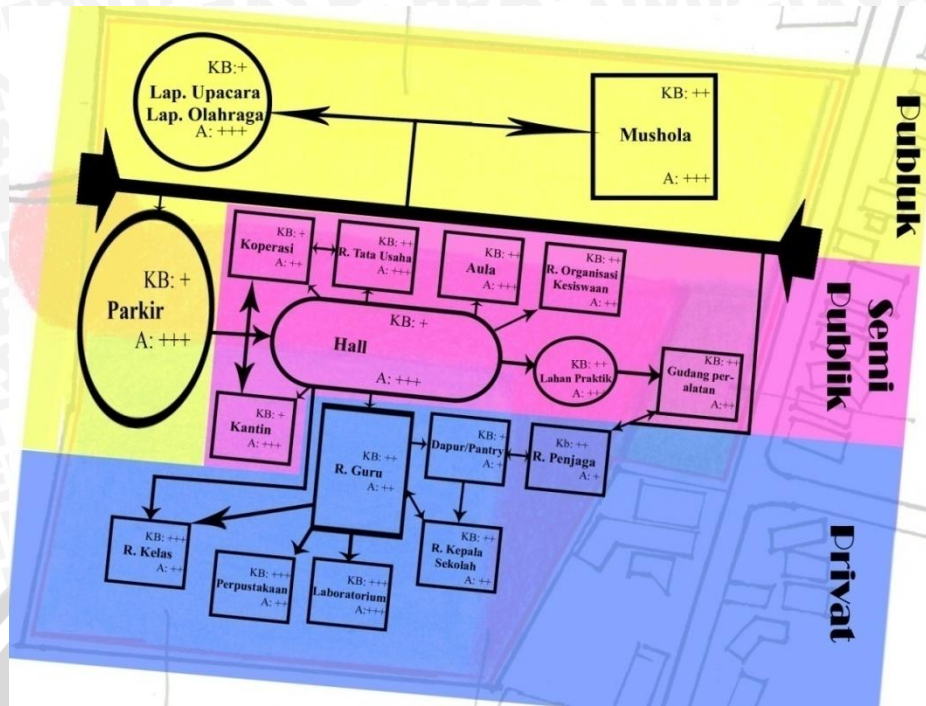 KB:+
Lap. Upacara
Lap. Olahraga
A: +++
KB: ++
Mushola
A: +++
Publuk
KB: +
Parkir
A: +++
KB: +
Koperasi
A: ++
KB: ++
R. Tata Usaha
A: +++
KB: ++
Aula
A: +++
KB: ++
R. Organisasi
Kesiswaan
A: ++
Semi
Publik
KB: +
Hall
A: +++
KB: ++
Lahan Praktik
A: ++
KB: ++
Gudang per-
alatan
A:++
KB: +
Kantin
A: +++
KB: ++
R. Guru
A: ++
KB: +
Dapur/Pantry
A: +
Kb: ++
R. Penjaga
A: +
KB: +++
R. Kelas
A: ++
KB: +++
Perpustakaan
A: ++
KB: +++
Laboratorium
A:+++
KB: ++
R. Kepala
Sekolah
A: ++
Privat